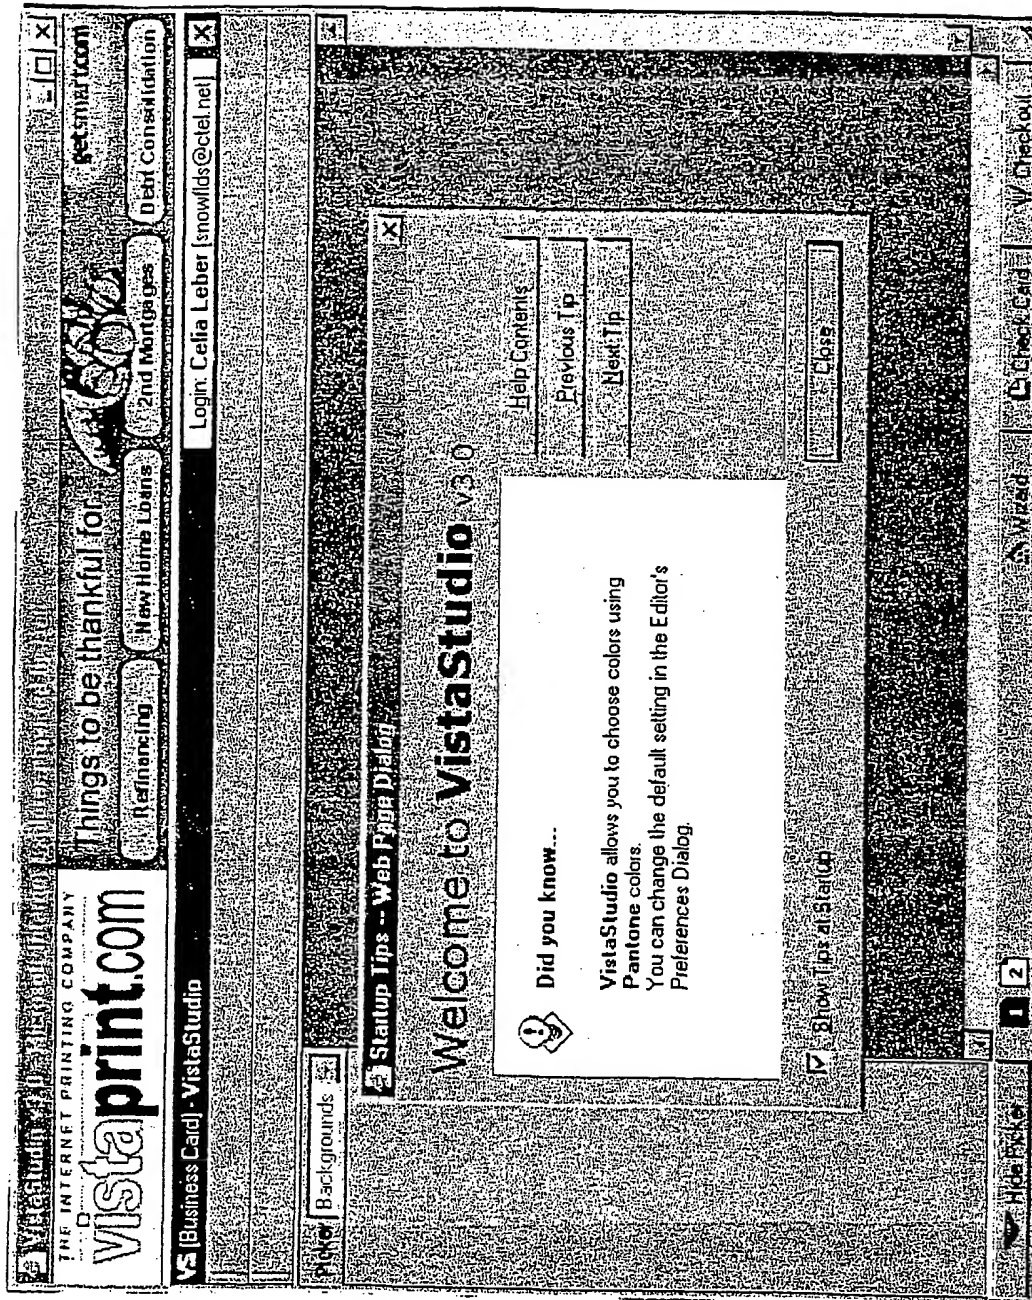 THE INTERNET PRINTING COMPANY
vistaprint.com
Things to be thankful for
getsmart.com
Refinancing
New Home Loans
2nd Mortgages
Debt Consolidation
VS [Business Card] - VistaStudio
Login: Celia Leber [snowflds@ctel.net]
Picker
Backgrounds
Startup Tips -- Web Page Dialog
Welcome to VistaStudio v3.0
Did you know...
VistaStudio allows you to choose colors using
Pantone colors.
You can change the default setting in the Editor's
Preferences Dialog.
Help Contents
Previous Tip
Next Tip
Show Tips at Startup
Close
Hide Picker
1
2
Wizard
Check Card
Checkout